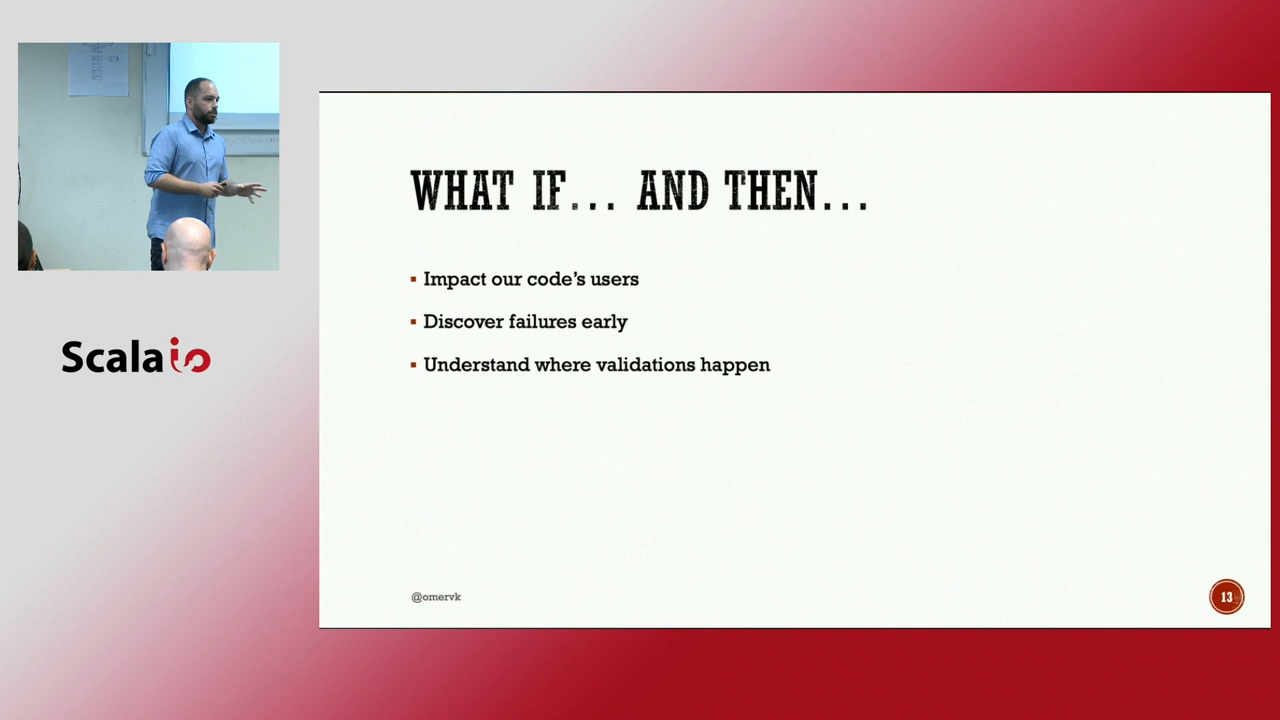 WHAT IF... AND THEN...
Impact our code's users
Discover failures early
Understand where validations happen
@omervk
13
Scala io